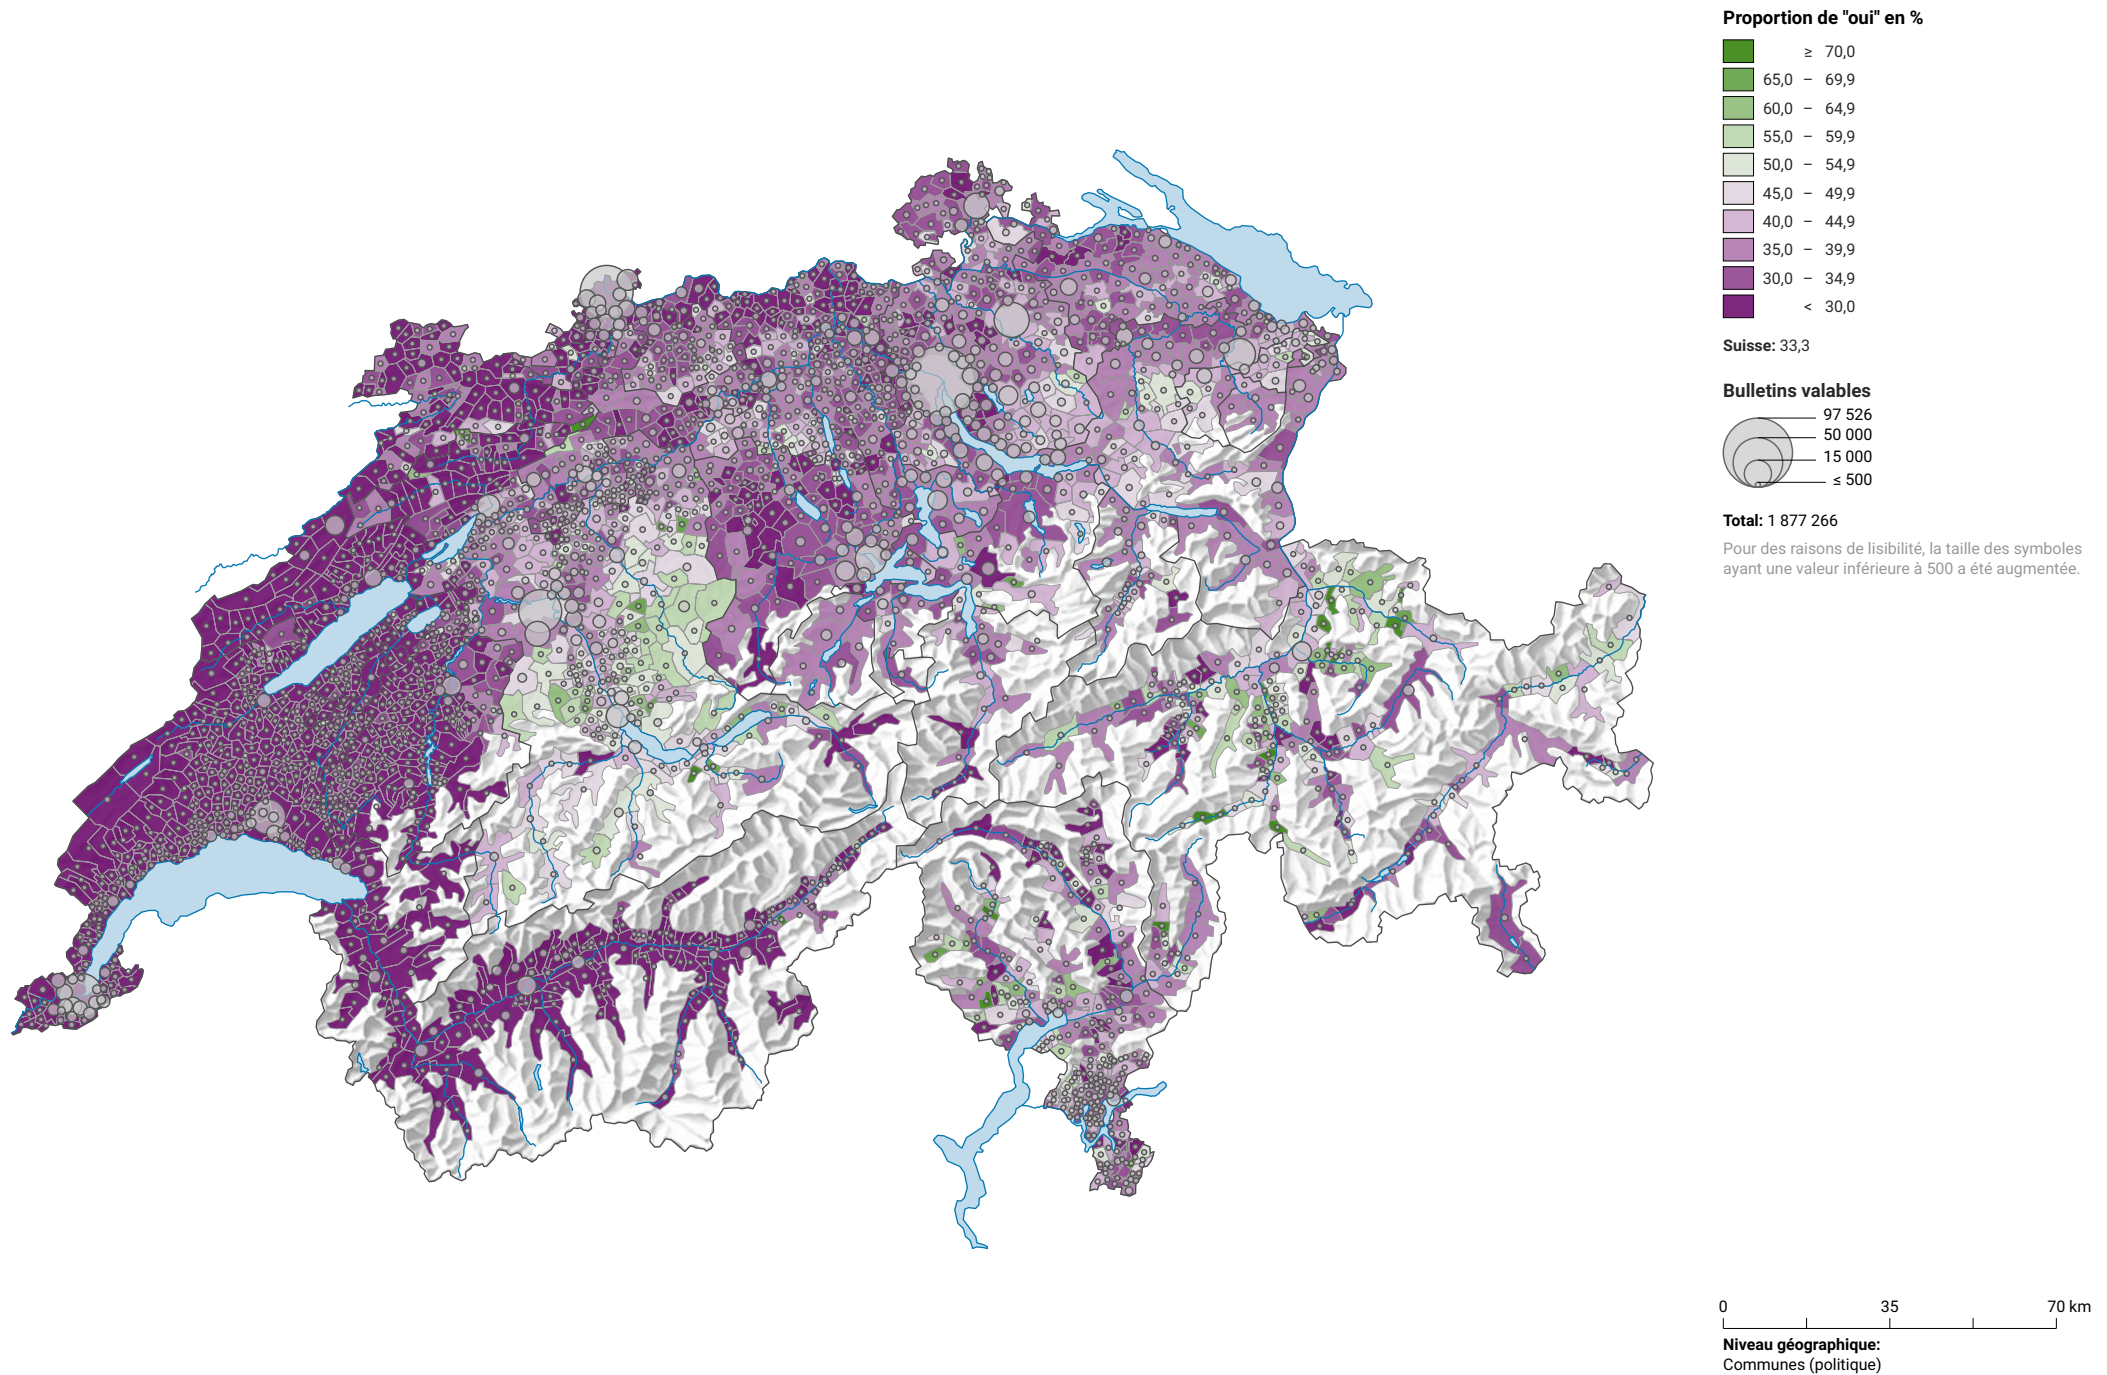 Proportion de "oui" en %
≥ 70,0
65,0 – 69,9
60,0 – 64,9
55,0 – 59,9
50,0 – 54,9
45,0 – 49,9
40,0 – 44,9
35,0 – 39,9
30,0 – 34,9
< 30,0
Suisse: 33,3
Bulletins valables
97 526
50 000
15 000
≤ 500
Total: 1 877 266
Pour des raisons de lisibilité, la taille des symboles
ayant une valeur inférieure à 500 a été augmentée.
0 35 70 km
Niveau géographique:
Communes (politique)